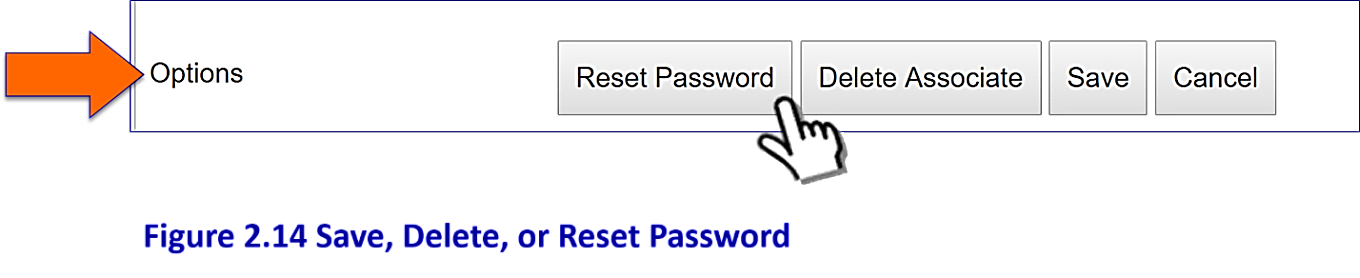 Options Reset Password Delete Associate Save Cancel
Figure 2.14 Save, Delete, or Reset Password